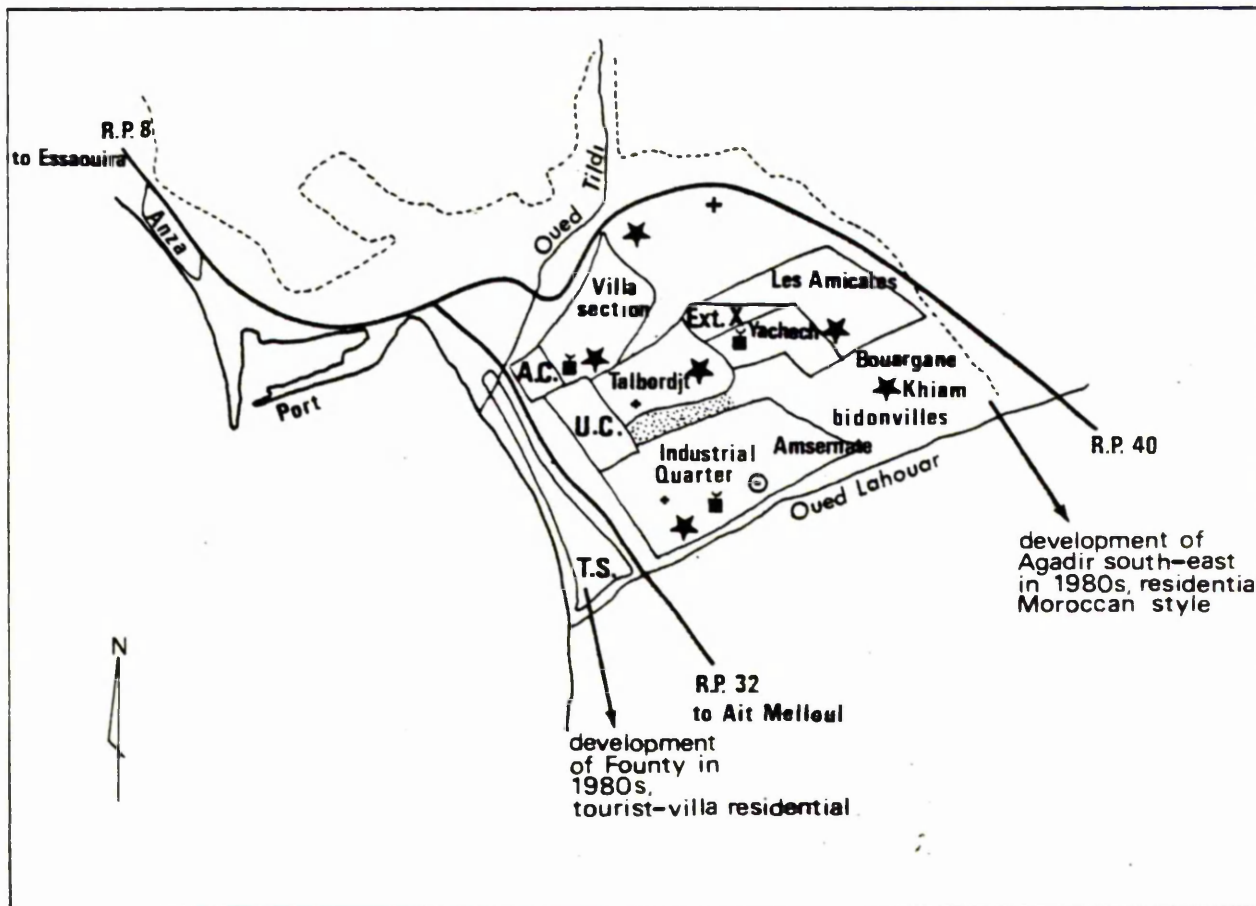 R.P. 8
to Essaouira
Anza
Port
Oued Tildi
Villa
section
Les Amicales
Ext. X
Yachech
A.C.
Talbordjt
Bouargane
Khiam
bidonvilles
U.C.
Industrial
Quarter
Amsernate
R.P. 40
Oued Lahouar
T.S.
development of
Agadir south-east
in 1980s, residentia
Moroccan style
N
R.P. 32
to Ait Melloul
development
of Founty in
1980s,
tourist-villa residential